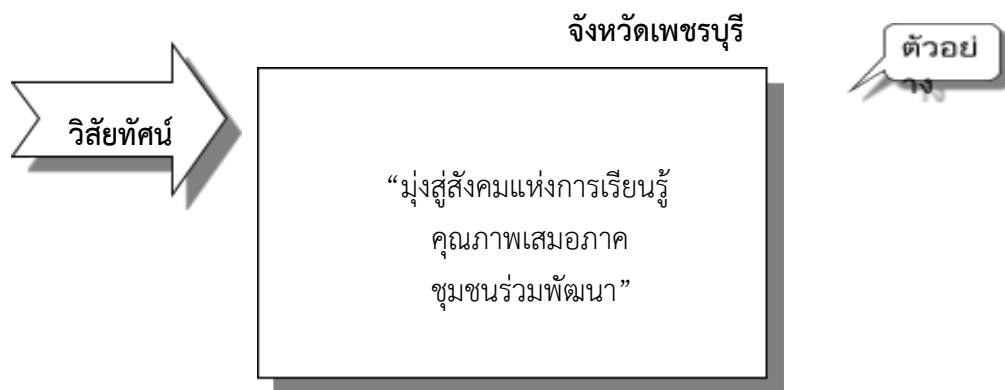 จังหวัดเพชรบุรี
ตัวอย่
าง
วิสัยทัศน์
“มุ่งสู่สังคมแห่งการเรียนรู้
คุณภาพเสมอภาค
ชุมชนร่วมพัฒนา”